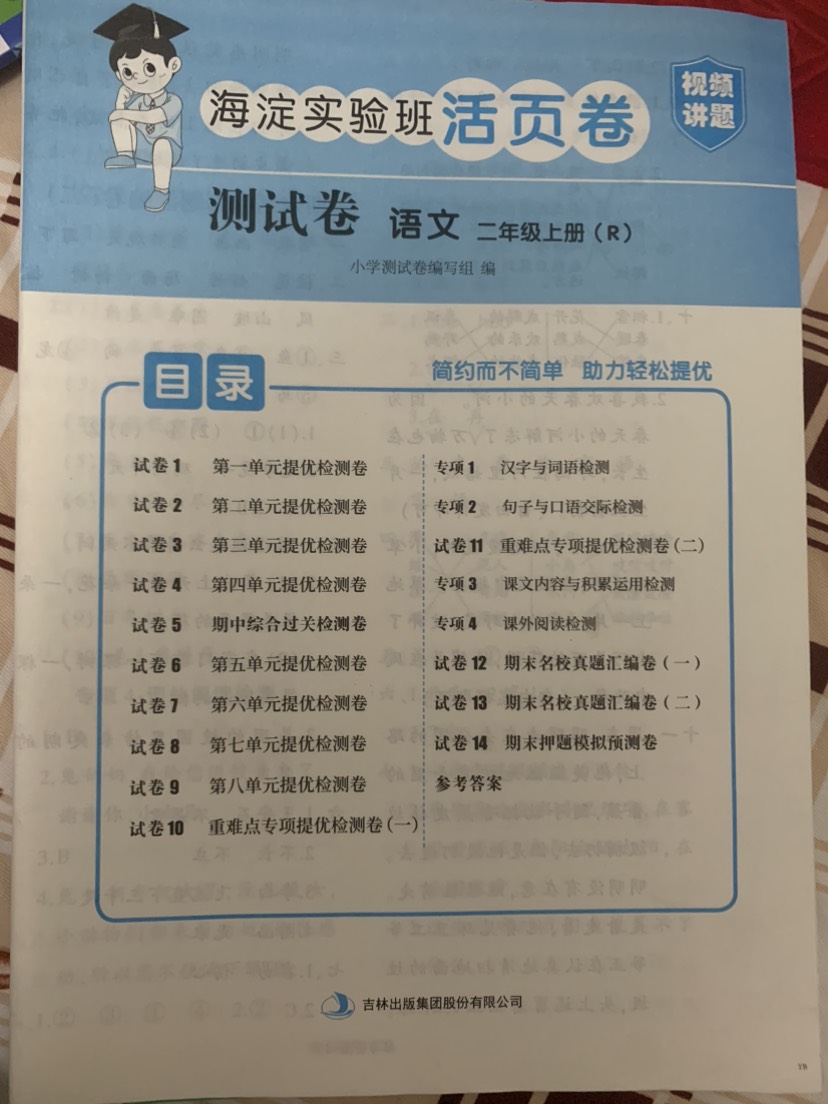 海淀实验班活页卷
视频
讲题
测试卷 语文 二年级上册(R)
小学测试卷编写组 编
目录
简约而不简单 助力轻松提优
试卷1 第一单元提优检测卷
试卷2 第二单元提优检测卷
试卷3 第三单元提优检测卷
试卷4 第四单元提优检测卷
试卷5 期中综合过关检测卷
试卷6 第五单元提优检测卷
试卷7 第六单元提优检测卷
试卷8 第七单元提优检测卷
试卷9 第八单元提优检测卷
试卷10 重难点专项提优检测卷(一)
专项1 汉字与词语检测
专项2 句子与口语交际检测
试卷11 重难点专项提优检测卷(二)
专项3 课文内容与积累运用检测
专项4 课外阅读检测
试卷12 期末名校真题汇编卷(一)
试卷13 期末名校真题汇编卷(二)
试卷14 期末押题模拟预测卷
参考答案
吉林出版集团股份有限公司
YW